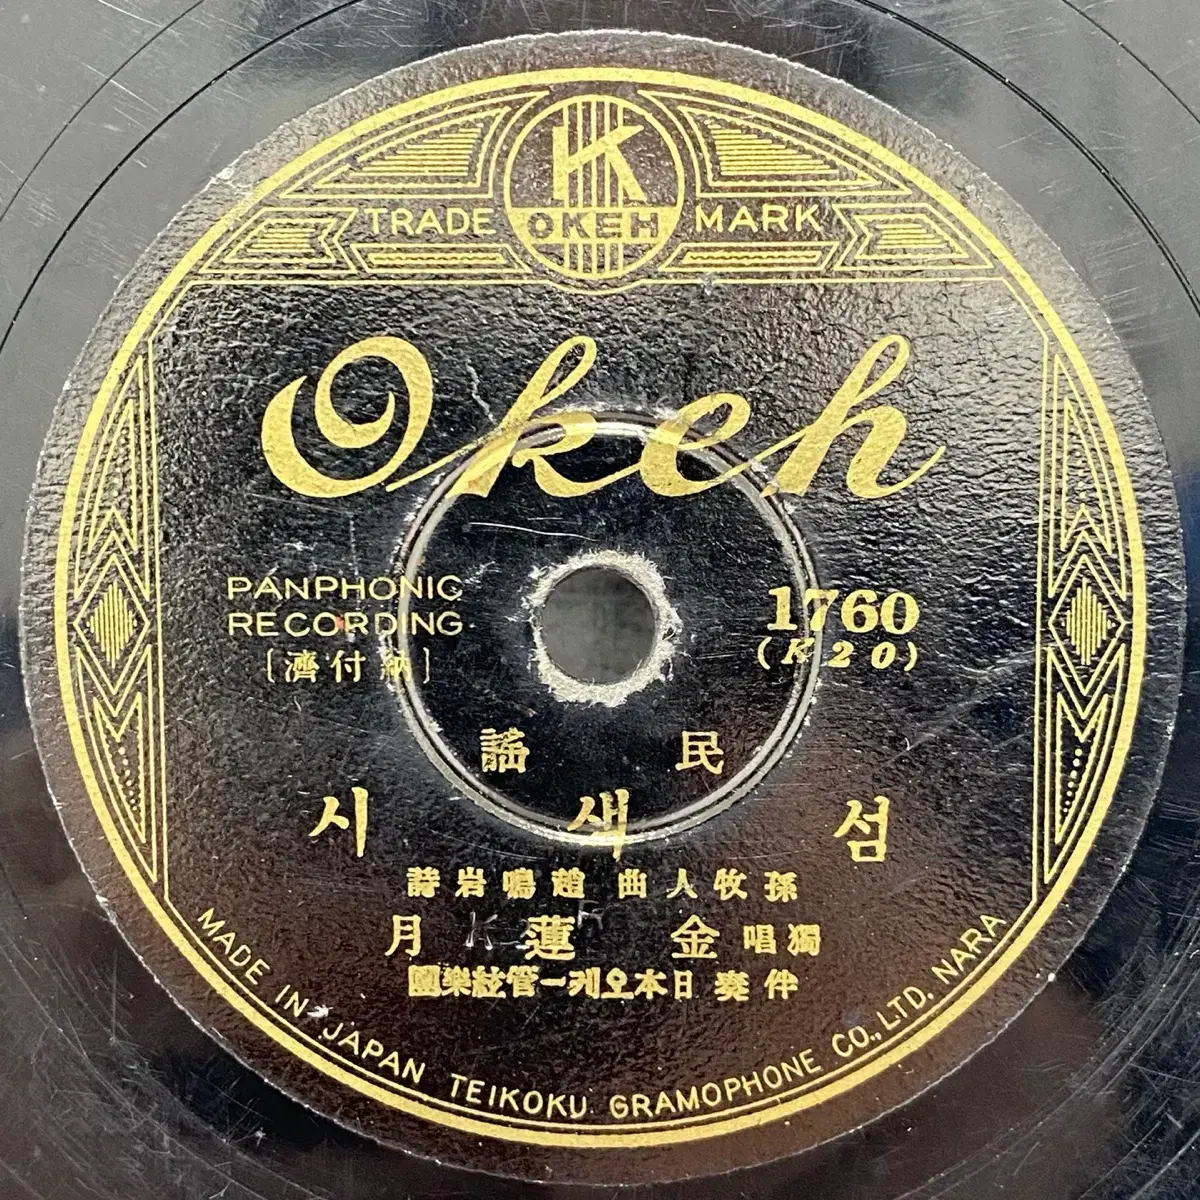 K
OKEH
TRADE MARK
Okeh
PANPHONIC
RECORDING
[納付濟]
1760
(K20)
民謠
섬색시
孫牧人曲 趙鳴岩詩
獨唱 金蓮月
伴奏 日本오케ー管絃樂團
MADE IN JAPAN TEIKOKU GRAMOPHONE CO., LTD. NARA